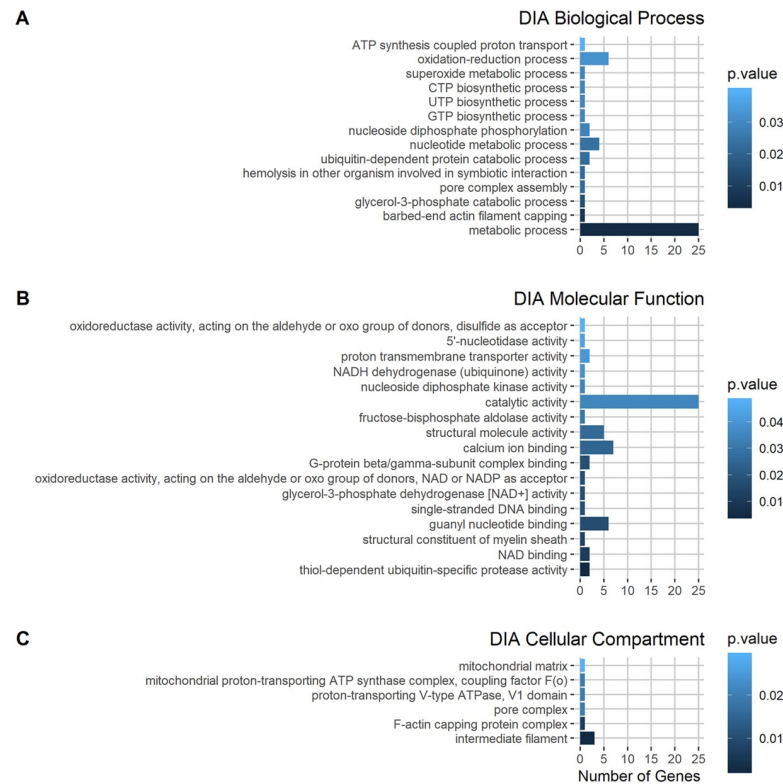 A
DIA Biological Process
ATP synthesis coupled proton transport
oxidation-reduction process
superoxide metabolic process
CTP biosynthetic process
UTP biosynthetic process
GTP biosynthetic process
nucleoside diphosphate phosphorylation
nucleotide metabolic process
ubiquitin-dependent protein catabolic process
hemolysis in other organism involved in symbiotic interaction
pore complex assembly
glycerol-3-phosphate catabolic process
barbed-end actin filament capping
metabolic process
0 5 10 15 20 25
p.value
0.03
0.02
0.01
B
DIA Molecular Function
oxidoreductase activity, acting on the aldehyde or oxo group of donors, disulfide as acceptor
5'-nucleotidase activity
proton transmembrane transporter activity
NADH dehydrogenase (ubiquinone) activity
nucleoside diphosphate kinase activity
catalytic activity
fructose-bisphosphate aldolase activity
structural molecule activity
calcium ion binding
G-protein beta/gamma-subunit complex binding
oxidoreductase activity, acting on the aldehyde or oxo group of donors, NAD or NADP as acceptor
glycerol-3-phosphate dehydrogenase [NAD+] activity
single-stranded DNA binding
guanyl nucleotide binding
structural constituent of myelin sheath
NAD binding
thiol-dependent ubiquitin-specific protease activity
0 5 10 15 20 25
p.value
0.04
0.03
0.02
0.01
C
DIA Cellular Compartment
mitochondrial matrix
mitochondrial proton-transporting ATP synthase complex, coupling factor F(o)
proton-transporting V-type ATPase, V1 domain
pore complex
F-actin capping protein complex
intermediate filament
0 5 10 15 20 25
Number of Genes
p.value
0.02
0.01